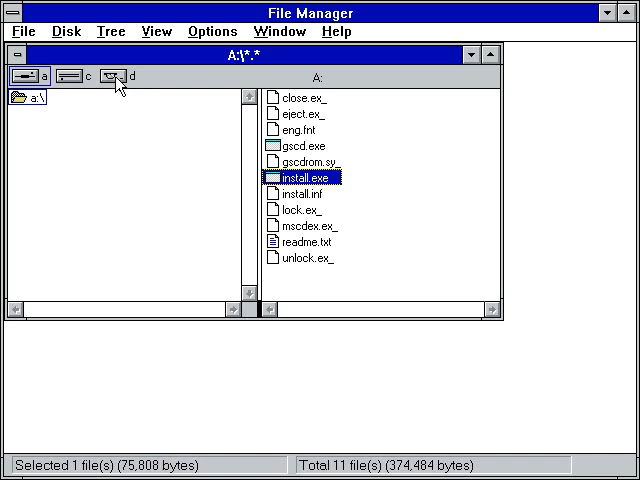 File Manager
File Disk Tree View Options Window Help
A:\*.*
a c d A:
a:\
close.ex_
eject.ex_
eng.fnt
gscd.exe
gscdrom.sy_
install.exe
install.inf
lock.ex_
mscdex.ex_
readme.txt
unlock.ex_
Selected 1 file(s) (75,808 bytes) Total 11 file(s) (374,484 bytes)